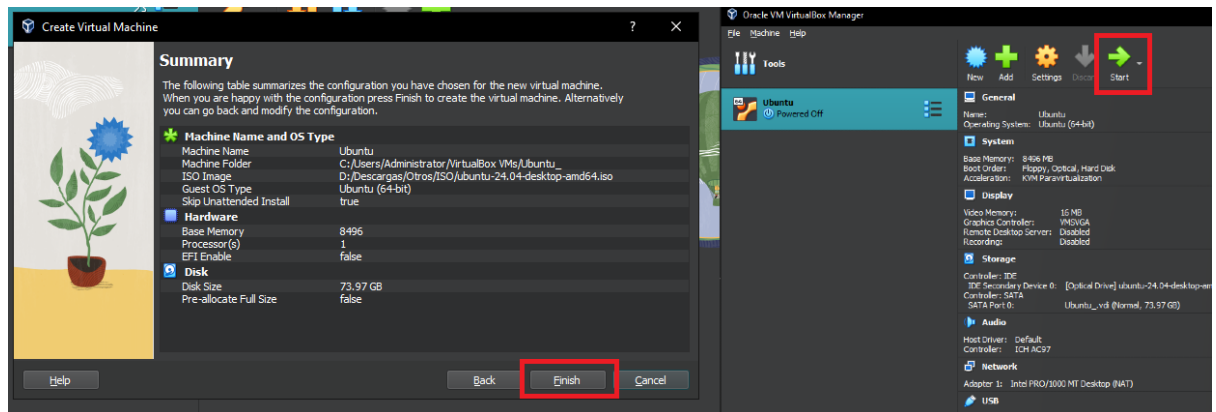 Create Virtual Machine
?
Summary
The following table summarizes the configuration you have chosen for the new virtual machine.
When you are happy with the configuration press Finish to create the virtual machine. Alternatively
you can go back and modify the configuration.
Machine Name and OS Type
Machine Name Ubuntu
Machine Folder C:/Users/Administrator/VirtualBox VMs/Ubuntu_
ISO Image D:/Descargas/Otros/ISO/ubuntu-24.04-desktop-amd64.iso
Guest OS Type Ubuntu (64-bit)
Skip Unattended Install true
Hardware
Base Memory 8496
Processor(s) 1
EFI Enable false
Disk
Disk Size 73.97 GB
Pre-allocate Full Size false
Help Back Finish Cancel
Oracle VM VirtualBox Manager
File Machine Help
Tools
New Add Settings Start
64 Ubuntu
Powered Off
General
Name: Ubuntu
Operating System: Ubuntu (64-bit)
System
Base Memory: 8496 MB
Boot Order: Floppy, Optical, Hard Disk
Acceleration: KVM Paravirtualization
Display
Video Memory: 16 MB
Graphics Controller: VMSVGA
Remote Desktop Server: Disabled
Recording: Disabled
Storage
Controller: IDE
IDE Secondary Device 0: [Optical Drive] ubuntu-24.04-desktop-am
Controller: SATA
SATA Port 0: Ubuntu_.vdi (Normal, 73.97 GB)
Audio
Host Driver: Default
Controller: ICH AC97
Network
Adapter 1: Intel PRO/1000 MT Desktop (NAT)
USB